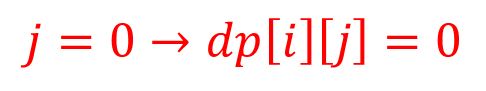 j = 0 → dp[i][j] = 0